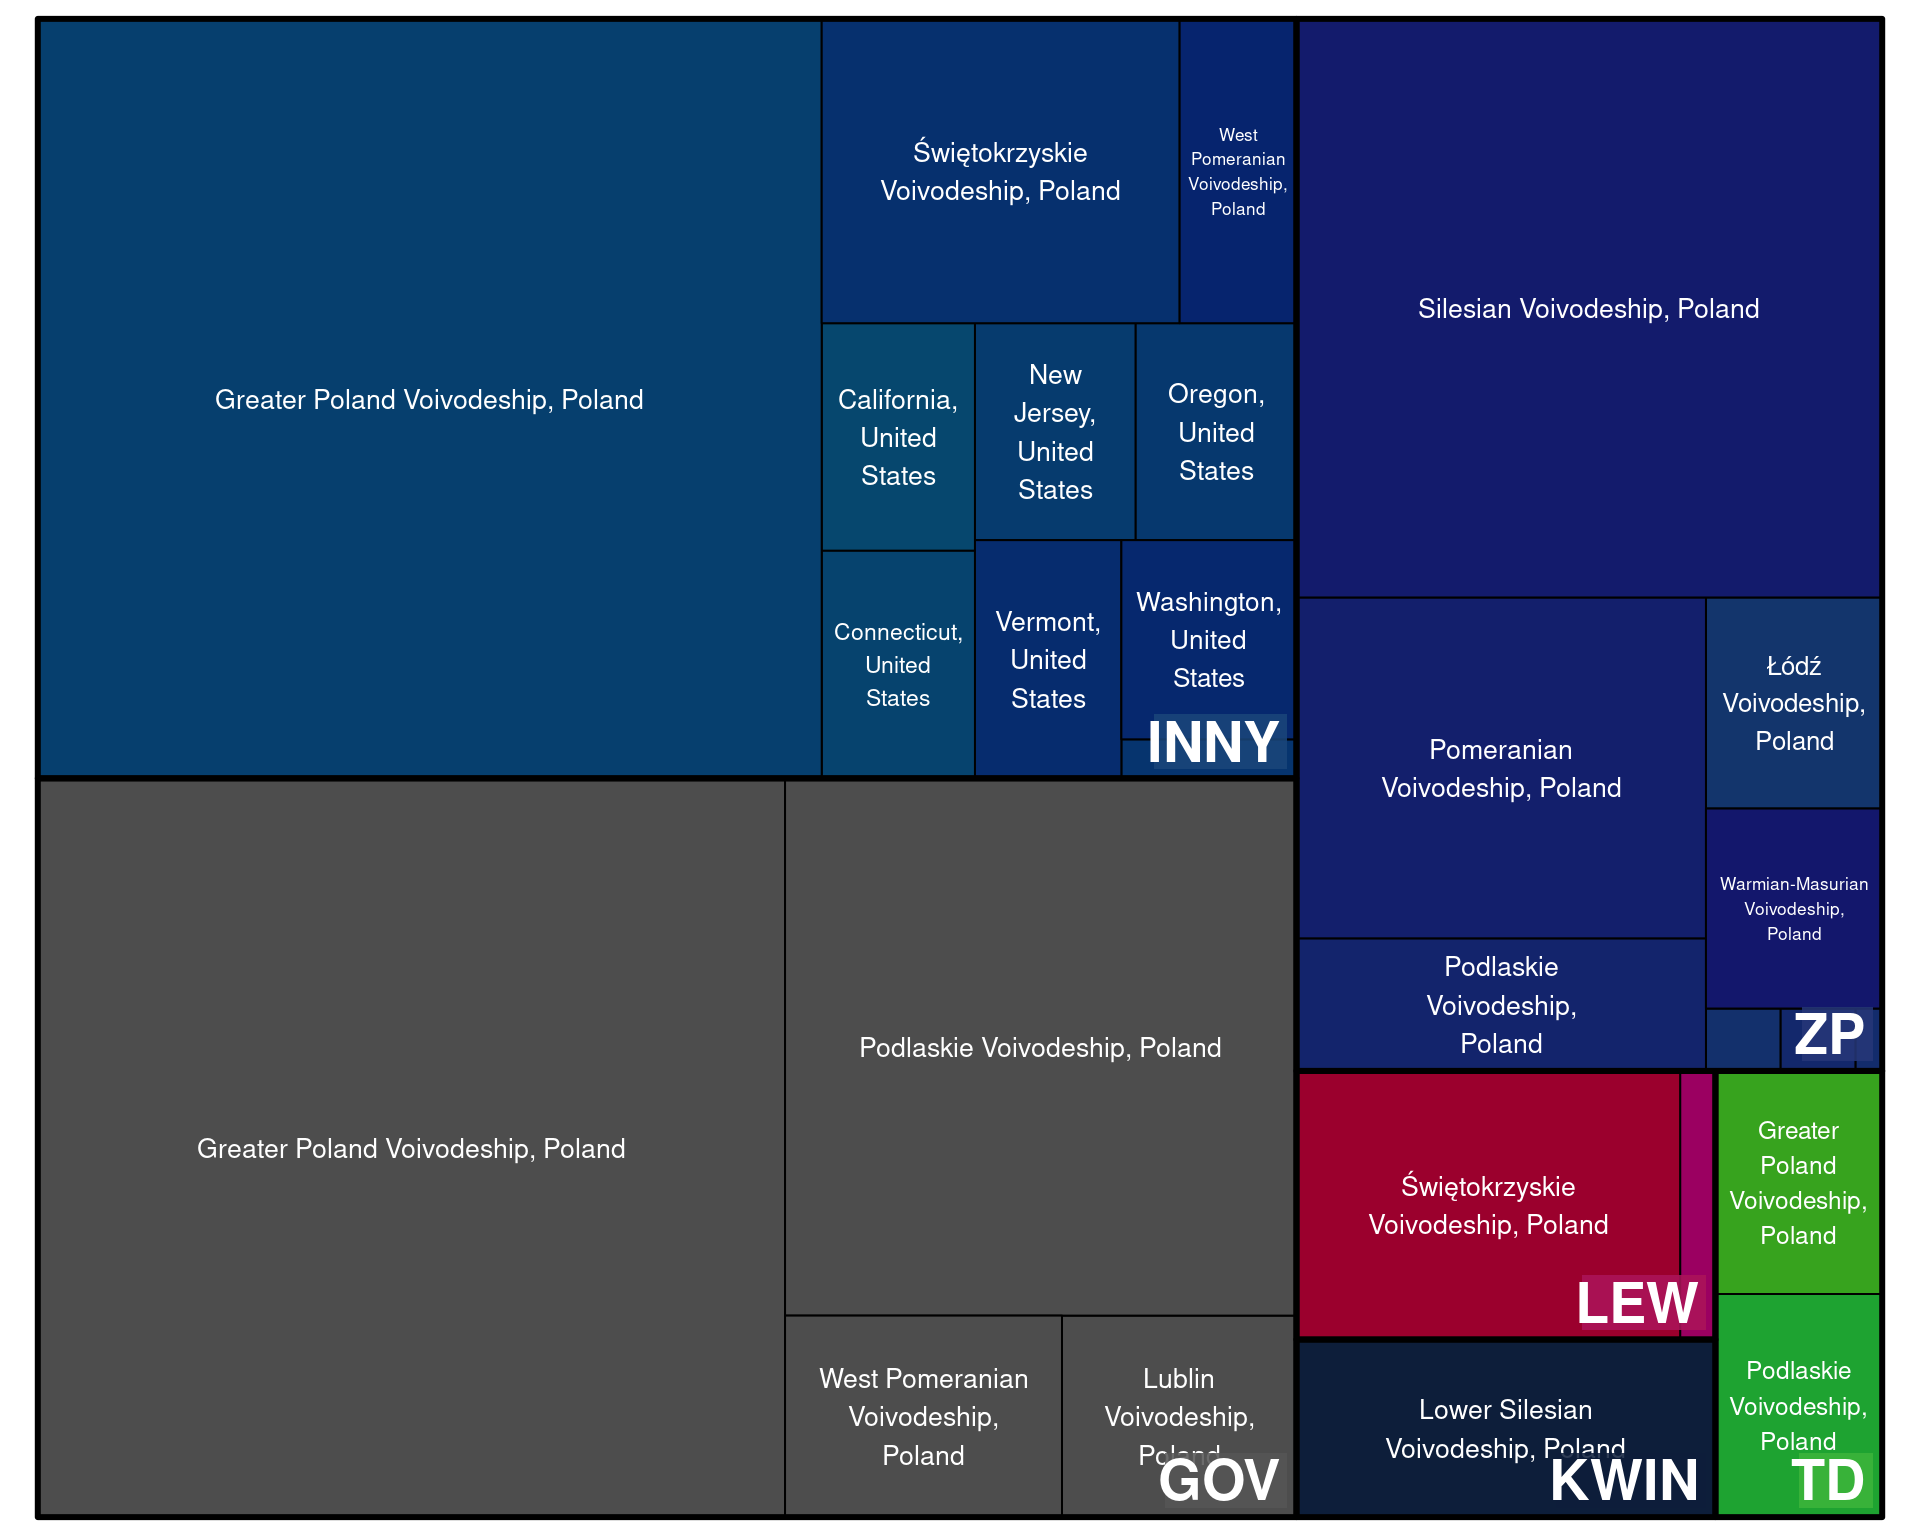 Greater Poland Voivodeship, Poland
Świętokrzyskie
Voivodeship, Poland
West
Pomeranian
Voivodeship,
Poland
California,
United
States
New
Jersey,
United
States
Oregon,
United
States
Connecticut,
United
States
Vermont,
United
States
Washington,
United
States
INNY
Greater Poland Voivodeship, Poland
Podlaskie Voivodeship, Poland
West Pomeranian
Voivodeship,
Poland
Lublin
Voivodeship,
Poland
GOV
Silesian Voivodeship, Poland
Pomeranian
Voivodeship, Poland
Łódź
Voivodeship,
Poland
Warmian-Masurian
Voivodeship,
Poland
Podlaskie
Voivodeship,
Poland
ZP
Świętokrzyskie
Voivodeship, Poland
LEW
Lower Silesian
Voivodeship, Poland
KWIN
Greater
Poland
Voivodeship,
Poland
Podlaskie
Voivodeship,
Poland
TD